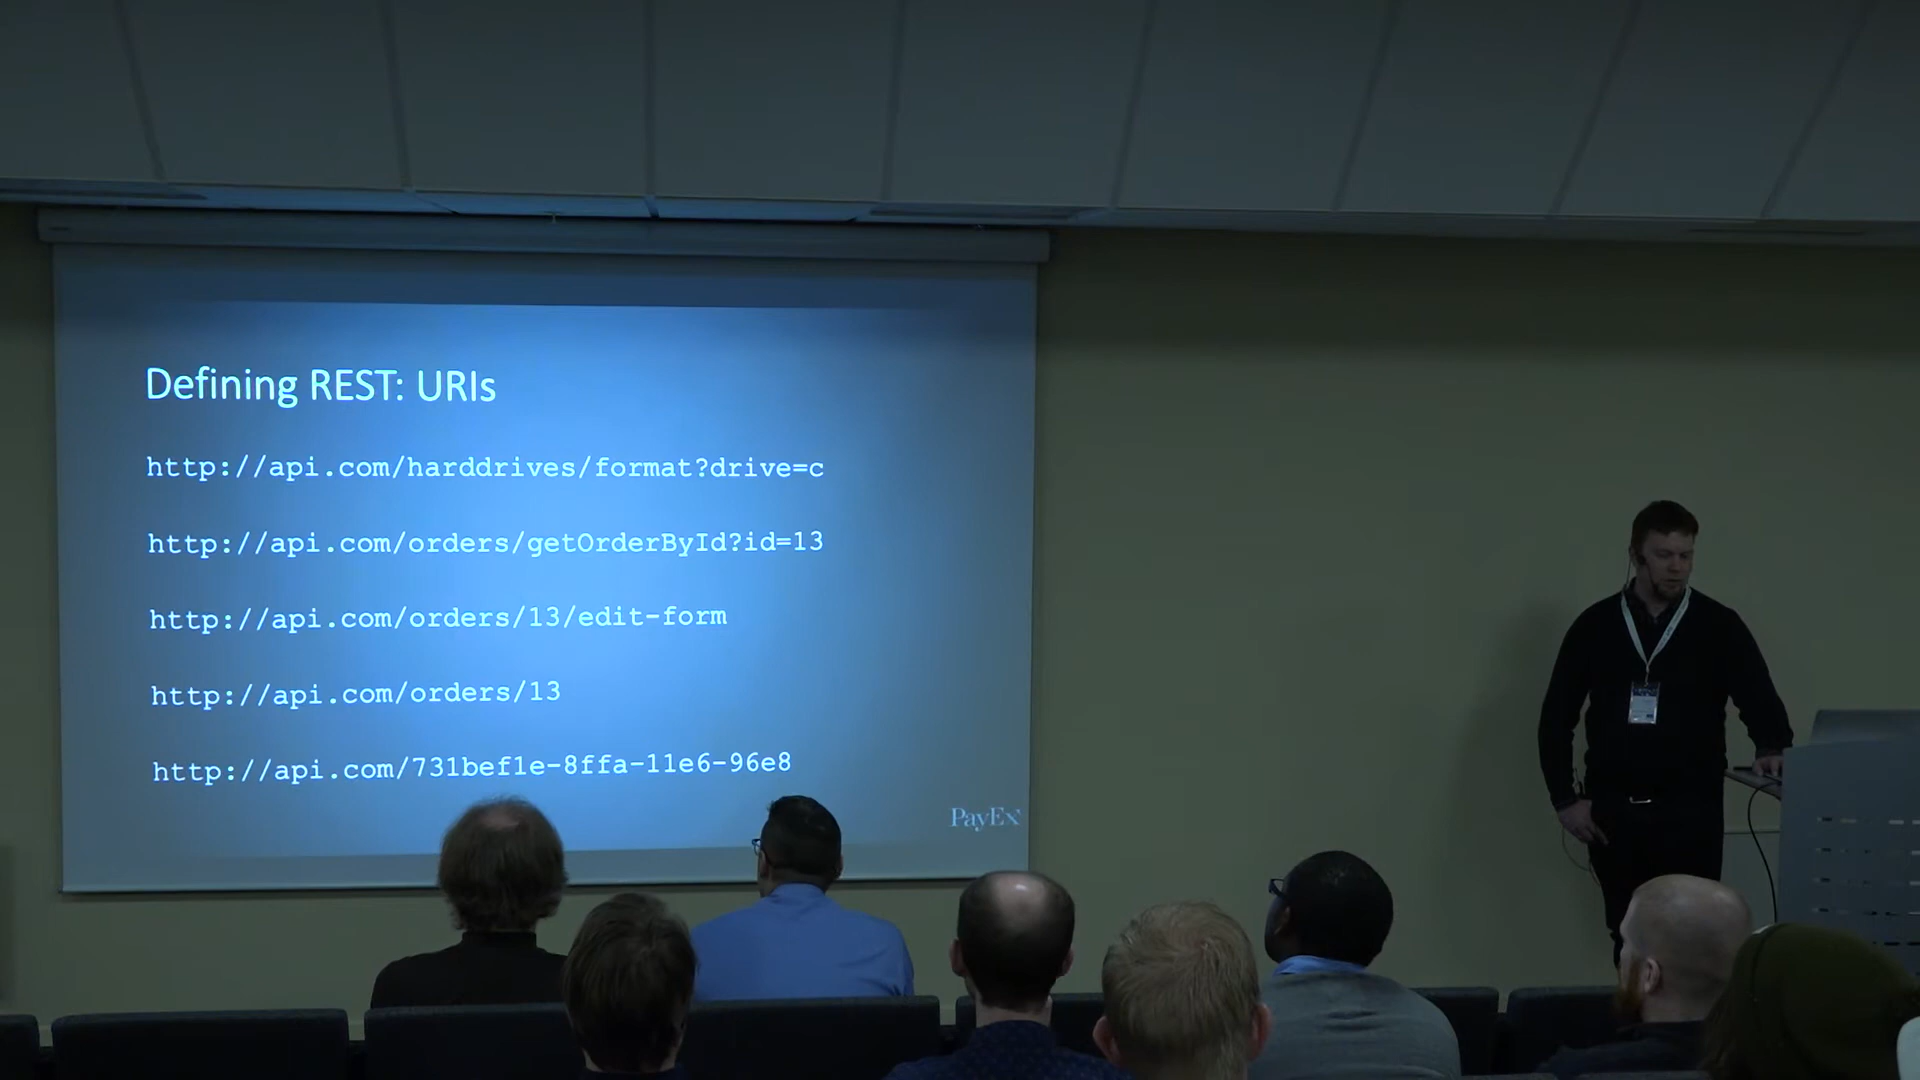 Defining REST: URIs
http://api.com/harddrives/format?drive=c
http://api.com/orders/getOrderById?id=13
http://api.com/orders/13/edit-form
http://api.com/orders/13
http://api.com/731bef1e-8ffa-11e6-96e8
PayEx